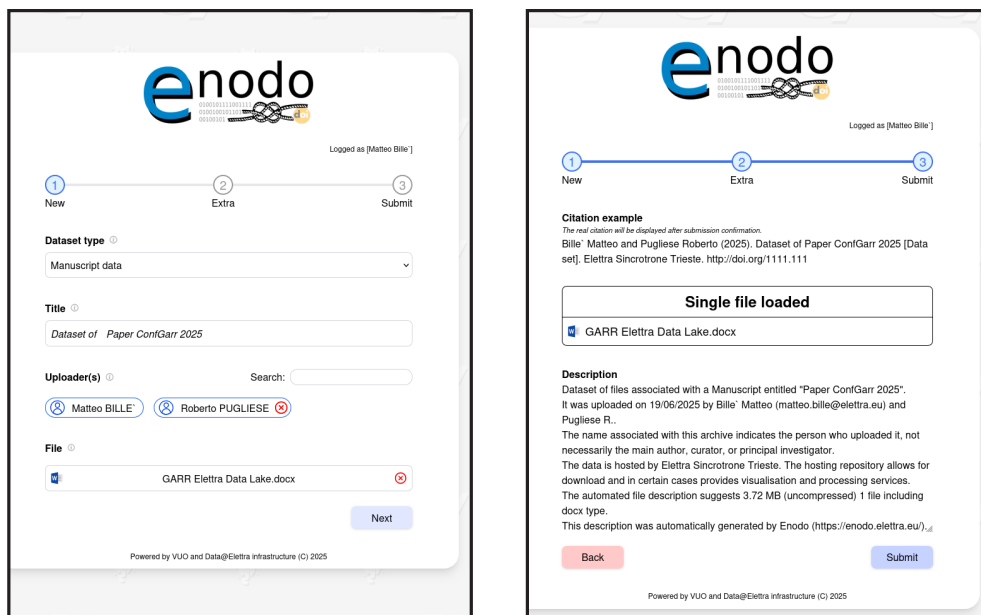 enodo
0100101111001111
010010010110
00100101
d
Logged as [Matteo Bille`]
1
2
3
New
Extra
Submit
Dataset type
Manuscript data
Title
Dataset of Paper ConfGarr 2025
Uploader(s)
Search:
Matteo BILLE`
Roberto PUGLIESE
File
GARR Elettra Data Lake.docx
Next
Powered by VUO and Data@Elettra infrastructure (C) 2025
enodo
0100101111001111
010010010110
00100101
Logged as [Matteo Bille`]
1
2
3
New
Extra
Submit
Citation example
The real citation will be displayed after submission confirmation.
Bille` Matteo and Pugliese Roberto (2025). Dataset of Paper ConfGarr 2025 [Data
set]. Elettra Sincrotrone Trieste. http://doi.org/1111.111
Single file loaded
GARR Elettra Data Lake.docx
Description
Dataset of files associated with a Manuscript entitled "Paper ConfGarr 2025".
It was uploaded on 19/06/2025 by Bille` Matteo (matteo.bille@elettra.eu) and
Pugliese R..
The name associated with this archive indicates the person who uploaded it, not
necessarily the main author, curator, or principal investigator.
The data is hosted by Elettra Sincrotrone Trieste. The hosting repository allows for
download and in certain cases provides visualisation and processing services.
The automated file description suggests 3.72 MB (uncompressed) 1 file including
docx type.
This description was automatically generated by Enodo (https://enodo.elettra.eu/).
Back
Submit
Powered by VUO and Data@Elettra infrastructure (C) 2025